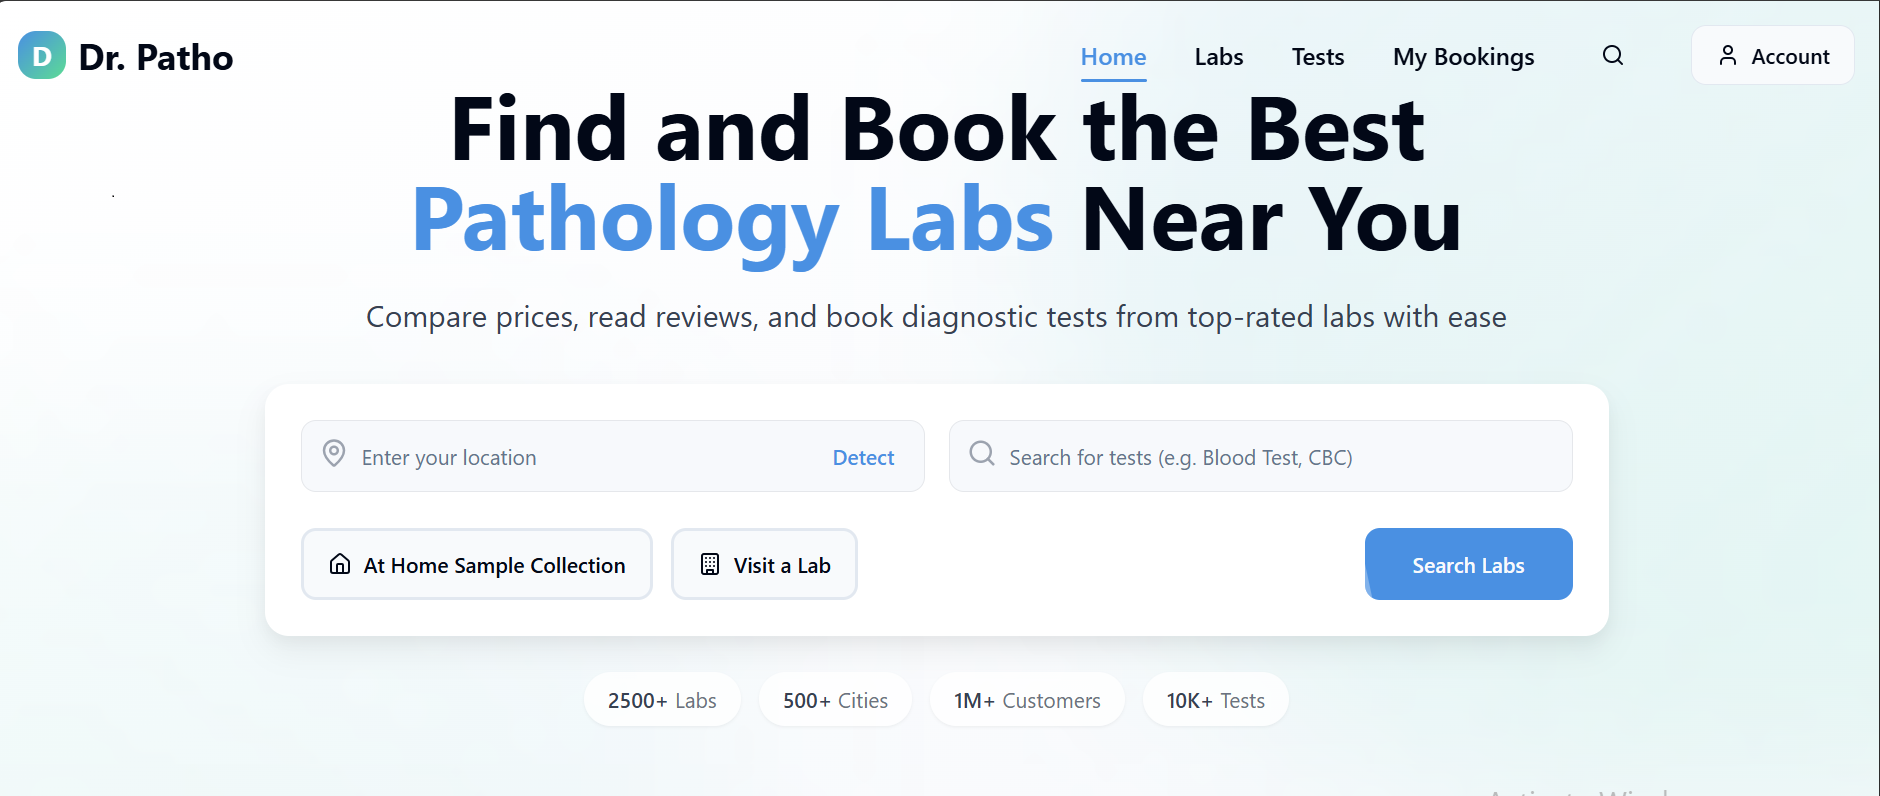 D Dr. Patho
Home Labs Tests My Bookings Account
Find and Book the Best
Pathology Labs Near You
Compare prices, read reviews, and book diagnostic tests from top-rated labs with ease
Enter your location Detect Search for tests (e.g. Blood Test, CBC)
At Home Sample Collection Visit a Lab Search Labs
2500+ Labs 500+ Cities 1M+ Customers 10K+ Tests